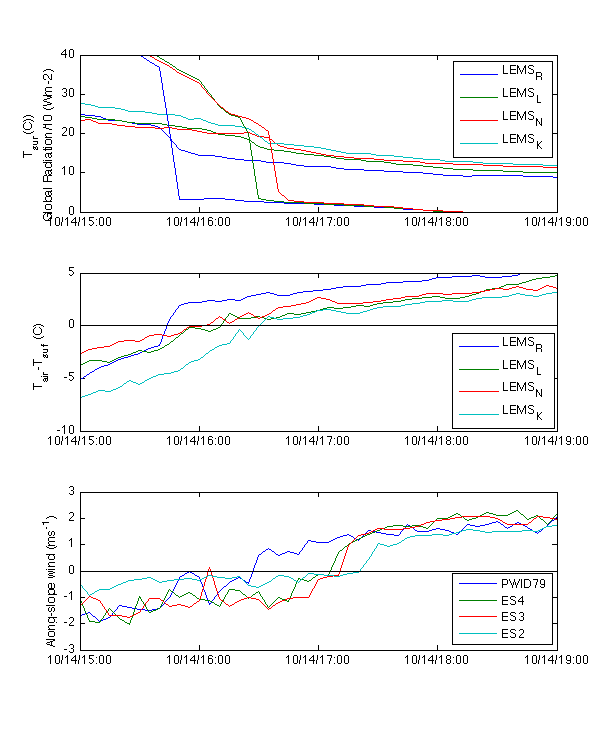 40
30
20
10
0
T_sur(C))
Global Radiation/10 (Wm-2)
LEMS_R
LEMS_L
LEMS_N
LEMS_K
10/14/15:00 10/14/16:00 10/14/17:00 10/14/18:00 10/14/19:00
5
0
-5
-10
T_air-T_suf (C)
LEMS_R
LEMS_L
LEMS_N
LEMS_K
10/14/15:00 10/14/16:00 10/14/17:00 10/14/18:00 10/14/19:00
3
2
1
0
-1
-2
-3
Along-slope wind (ms^-1)
PWID79
ES4
ES3
ES2
10/14/15:00 10/14/16:00 10/14/17:00 10/14/18:00 10/14/19:00